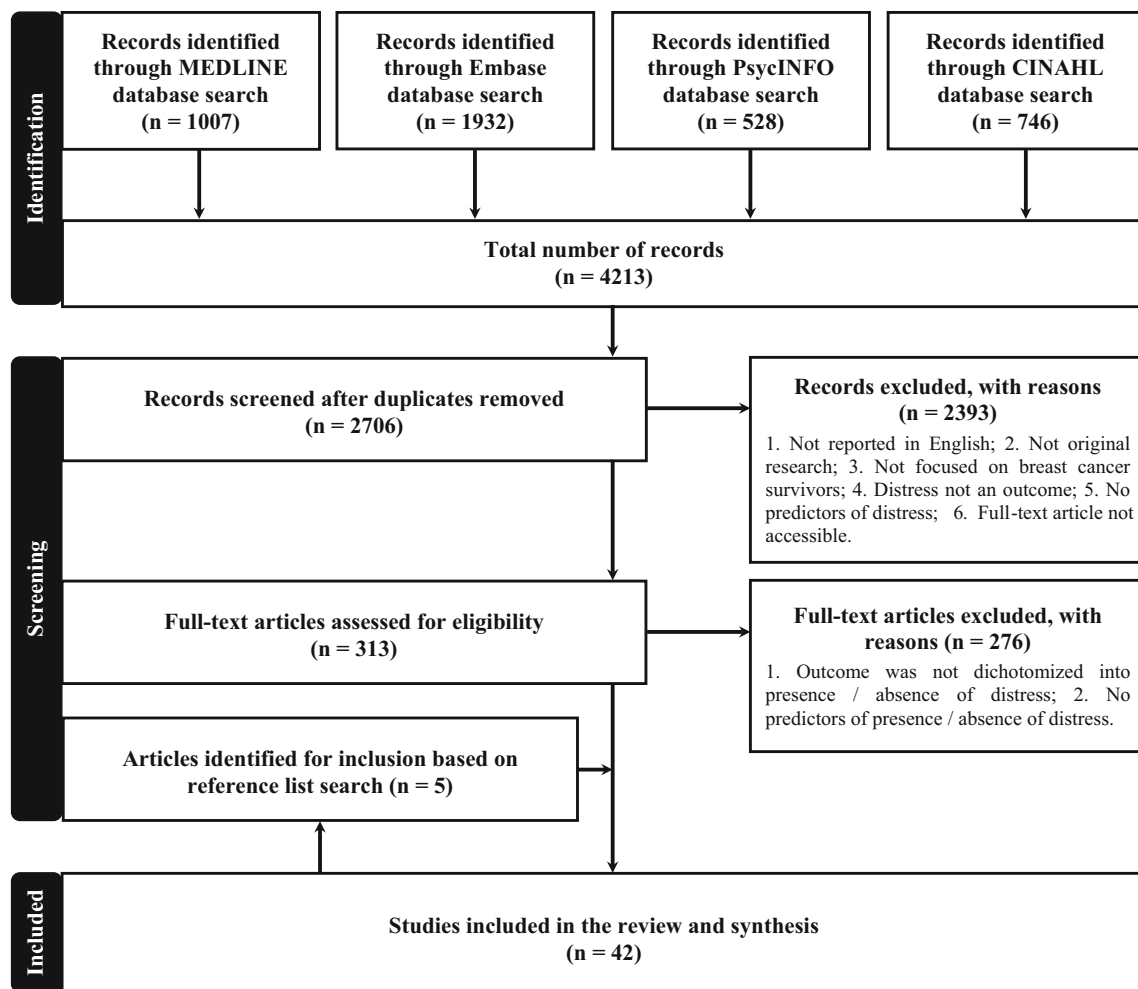 Identification
Records identified
through MEDLINE
database search
(n = 1007)
Records identified
through Embase
database search
(n = 1932)
Records identified
through PsycINFO
database search
(n = 528)
Records identified
through CINAHL
database search
(n = 746)
Total number of records
(n = 4213)
Screening
Records screened after duplicates removed
(n = 2706)
Records excluded, with reasons
(n = 2393)
1. Not reported in English; 2. Not original
research; 3. Not focused on breast cancer
survivors; 4. Distress not an outcome; 5. No
predictors of distress; 6. Full-text article not
accessible.
Full-text articles assessed for eligibility
(n = 313)
Full-text articles excluded, with
reasons (n = 276)
1. Outcome was not dichotomized into
presence / absence of distress; 2. No
predictors of presence / absence of distress.
Articles identified for inclusion based on
reference list search (n = 5)
Included
Studies included in the review and synthesis
(n = 42)